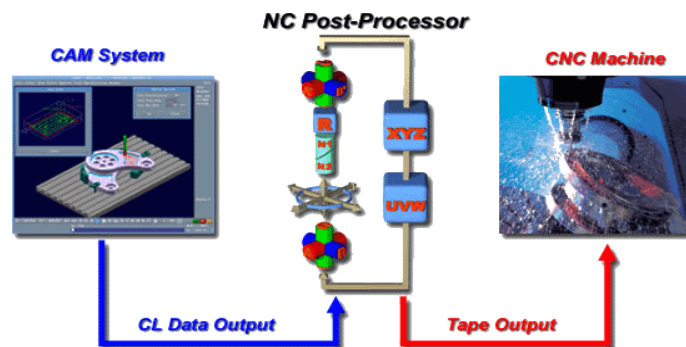 NC Post-Processor
CAM System
CNC Machine
R
N1
N2
XYZ
UVW
CL Data Output
Tape Output